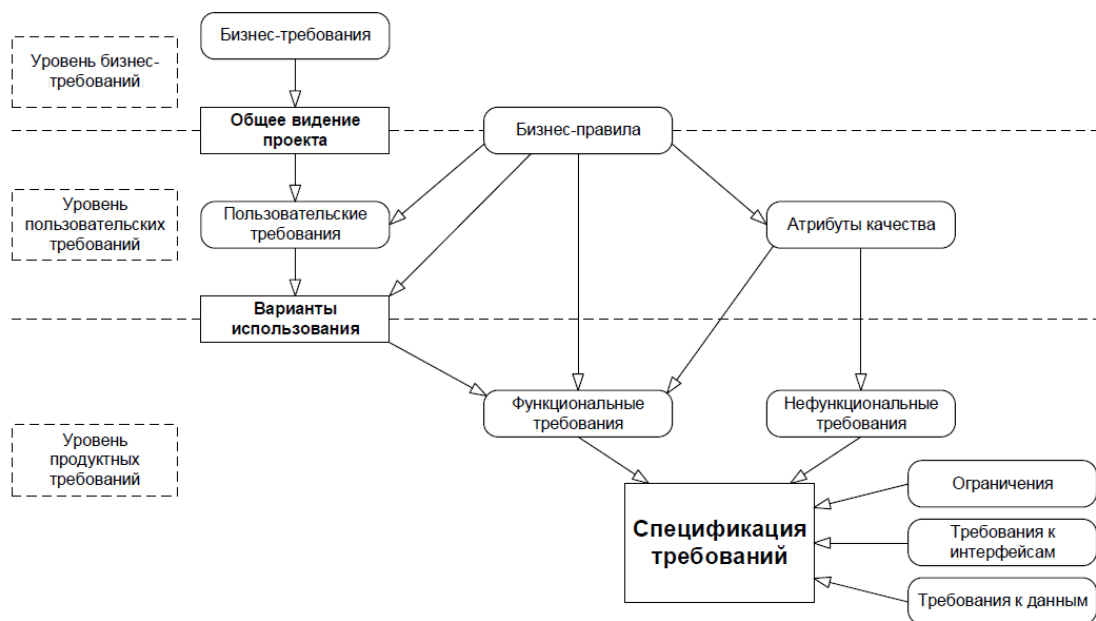 Бизнес-требования
Уровень бизнес-
требований
Общее видение
проекта
Бизнес-правила
Уровень
пользовательских
требований
Пользовательские
требования
Атрибуты качества
Варианты
использования
Функциональные
требования
Нефункциональные
требования
Уровень
продуктных
требований
Спецификация
требований
Ограничения
Требования к
интерфейсам
Требования к данным